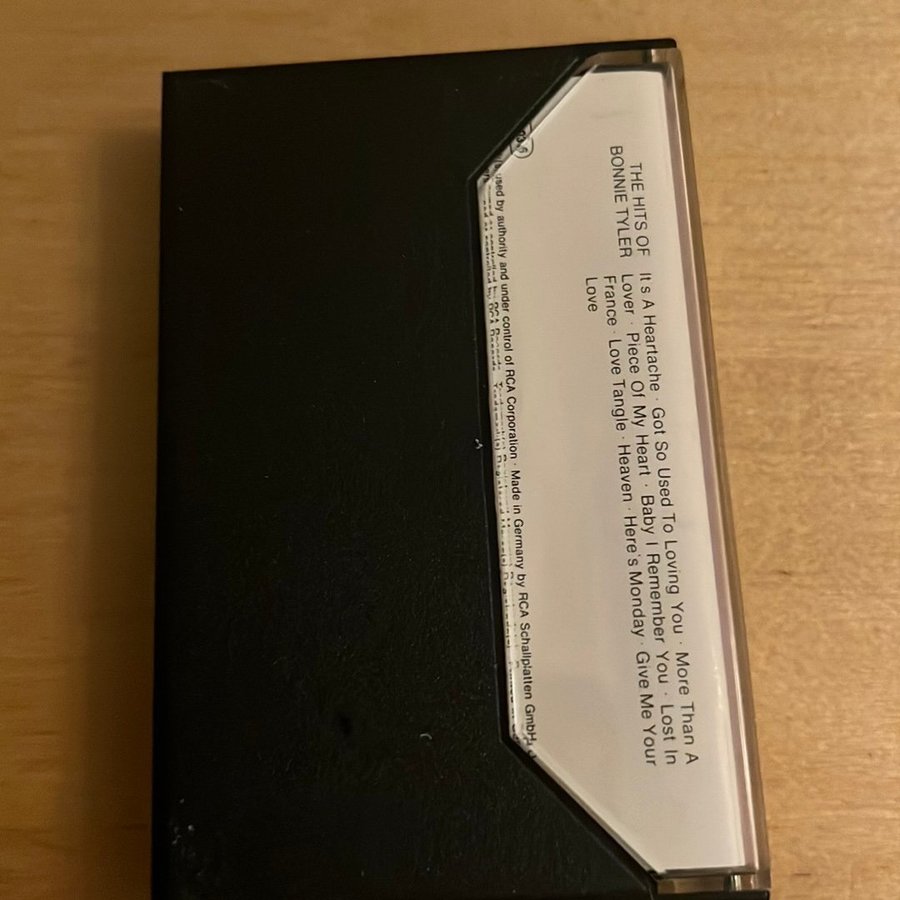 THE HITS OF
BONNIE TYLER
It's A Heartache · Got So Used To Loving You · More Than A
Lover · Piece Of My Heart · Baby I Remember You · Lost In
France · Love Tangle · Heaven · Here's Monday · Give Me Your
Love
used by authority and under control of RCA Corporation · Made in Germany by RCA Schallplatten GmbH